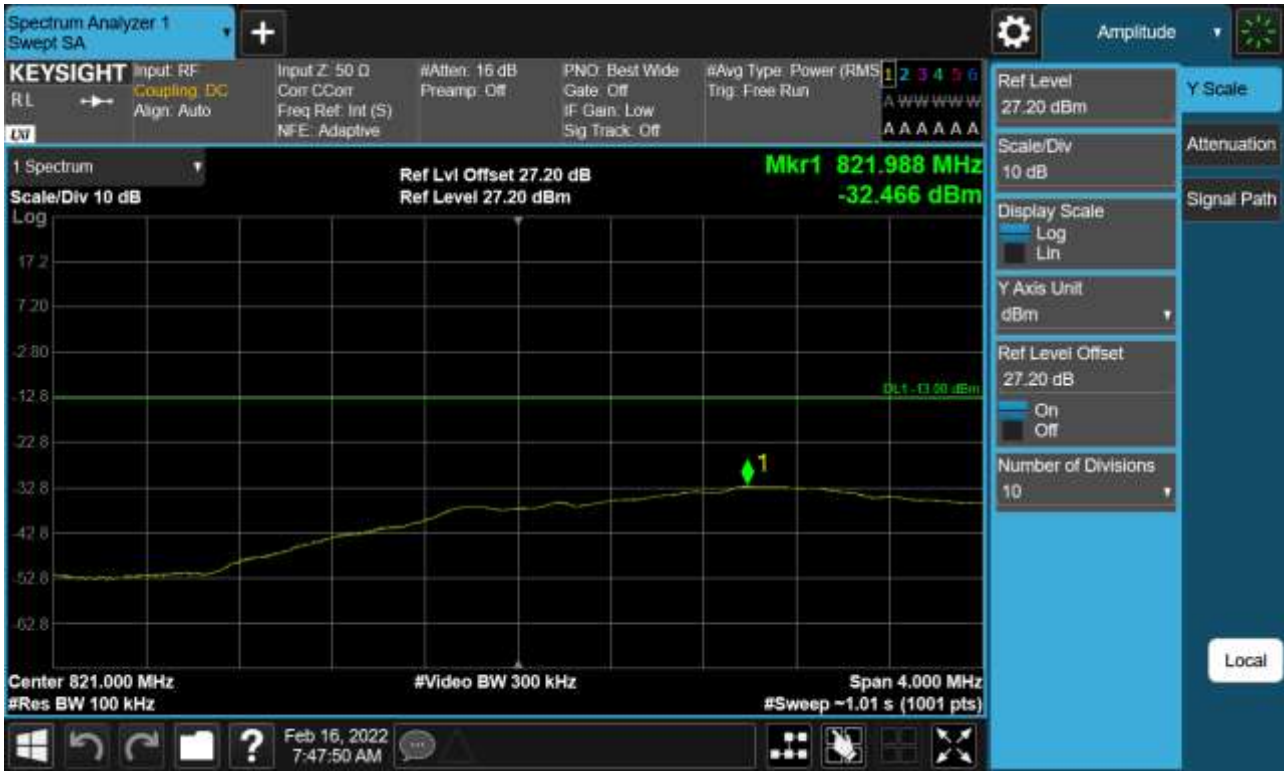 Spectrum Analyzer 1
Swept SA
Amplitude
KEYSIGHT
RL
LXI
Input: RF
Coupling: DC
Align: Auto
Input Z: 50 Ω
Corr CCorr
Freq Ref: Int (S)
NFE: Adaptive
#Atten: 16 dB
Preamp: Off
PNO: Best Wide
Gate: Off
IF Gain: Low
Sig Track: Off
#Avg Type: Power (RMS
Trig: Free Run
1 2 3 4 5 6
A W W W W W
A A A A A A
1 Spectrum
Scale/Div 10 dB
Ref Lvl Offset 27.20 dB
Ref Level 27.20 dBm
Mkr1 821.988 MHz
-32.466 dBm
Log
17.2
7.20
-2.80
-12.8
DL1 -13.00 dBm
-22.8
1
-32.8
-42.8
-52.8
-62.8
Center 821.000 MHz
#Video BW 300 kHz
Span 4.000 MHz
#Res BW 100 kHz
#Sweep ~1.01 s (1001 pts)
Ref Level
27.20 dBm
Scale/Div
10 dB
Display Scale
Log
Lin
Y Axis Unit
dBm
Ref Level Offset
27.20 dB
On
Off
Number of Divisions
10
Y Scale
Attenuation
Signal Path
Local
?
Feb 16, 2022
7:47:50 AM